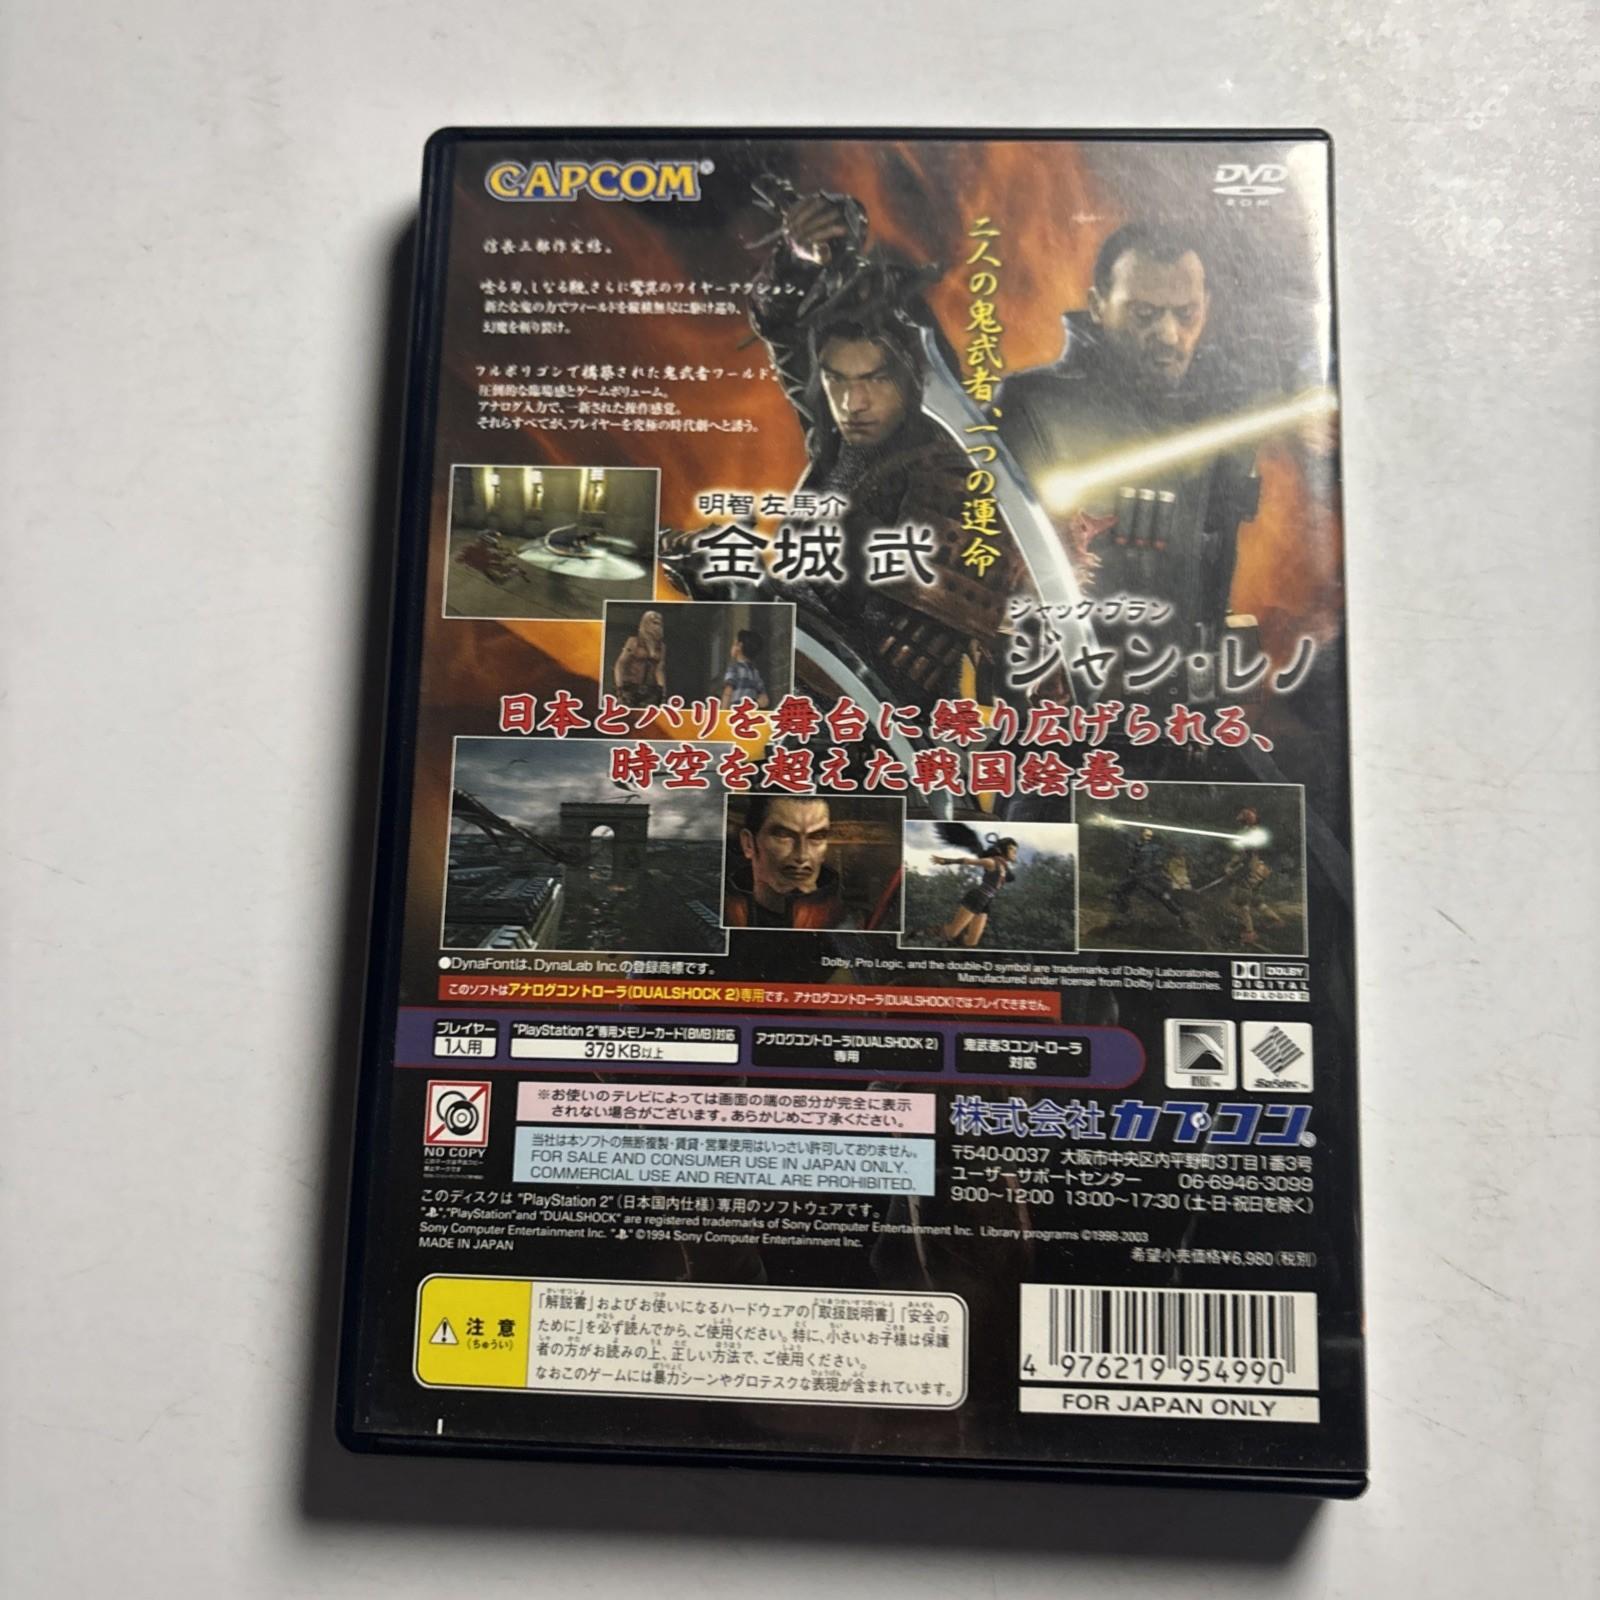 CAPCOM®
DVD
ROM
信長三部作完結。
唸る刃、しなる鞭、さらに驚異のワイヤーアクション。
新たな鬼の力でフィールドを縦横無尽に駆け巡り、
幻魔を斬り裂け。
フルポリゴンで構築された鬼武者ワールド。
圧倒的な臨場感とゲームボリューム。
アナログ入力で、一新された操作感覚。
それらすべてが、プレイヤーを究極の時代劇へと誘う。
二人の鬼武者、一つの運命
明智 左馬介
金城 武
ジャック・ブラン
ジャン・レノ
日本とパリを舞台に繰り広げられる、
時空を超えた戦国絵巻。
●DynaFontは、DynaLab Inc.の登録商標です。
Dolby, Pro Logic, and the double-D symbol are trademarks of Dolby Laboratories.
Manufactured under license from Dolby Laboratories.
DOLBY
DIGITAL
PRO LOGIC II
このソフトはアナログコントローラ(DUALSHOCK 2)専用です。アナログコントローラ(DUALSHOCK)ではプレイできません。
プレイヤー
1人用
"PlayStation 2"専用メモリーカード(8MB)対応
379KB以上
アナログコントローラ(DUALSHOCK 2)
専用
鬼武者3コントローラ
対応
NO COPY
※お使いのテレビによっては画面の端の部分が完全に表示
されない場合がございます。あらかじめご了承ください。
当社は本ソフトの無断複製・賃貸・営業使用はいっさい許可しておりません。
FOR SALE AND CONSUMER USE IN JAPAN ONLY.
COMMERCIAL USE AND RENTAL ARE PROHIBITED.
株式会社カプコン
〒540-0037 大阪市中央区内平野町3丁目1番3号
ユーザーサポートセンター 06-6946-3099
9:00〜12:00 13:00〜17:30 (土・日・祝日を除く)
このディスクは "PlayStation 2" (日本国内仕様) 専用のソフトウェアです。
"PlayStation"and "DUALSHOCK" are registered trademarks of Sony Computer Entertainment Inc. Library programs ©1998-2003
Sony Computer Entertainment Inc. ©1994 Sony Computer Entertainment Inc.
MADE IN JAPAN
希望小売価格¥6,980 (税別)
注意
(ちゅうい)
「解説書」およびお使いになるハードウェアの「取扱説明書」「安全の
ために」を必ず読んでから、ご使用ください。特に、小さいお子様は保護
者の方がお読みの上、正しい方法で、ご使用ください。
なおこのゲームには暴力シーンやグロテスクな表現が含まれています。
4 976219 954990
FOR JAPAN ONLY